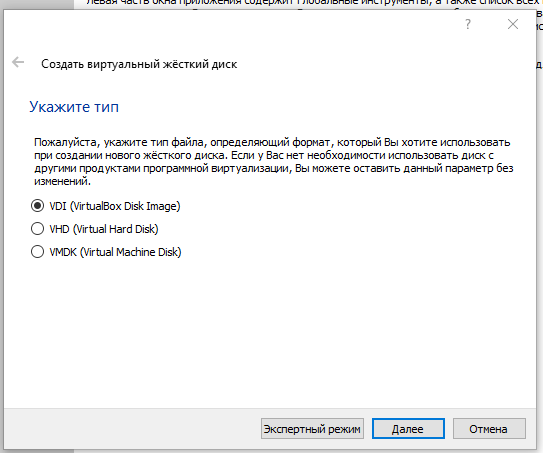 левая часть окна приложения содержит глобальные инструменты, а также список всех
?
Создать виртуальный жёсткий диск
Укажите тип
Пожалуйста, укажите тип файла, определяющий формат, который Вы хотите использовать
при создании нового жёсткого диска. Если у Вас нет необходимости использовать диск с
другими продуктами программной виртуализации, Вы можете оставить данный параметр без
изменений.
VDI (VirtualBox Disk Image)
VHD (Virtual Hard Disk)
VMDK (Virtual Machine Disk)
Экспертный режим Далее Отмена